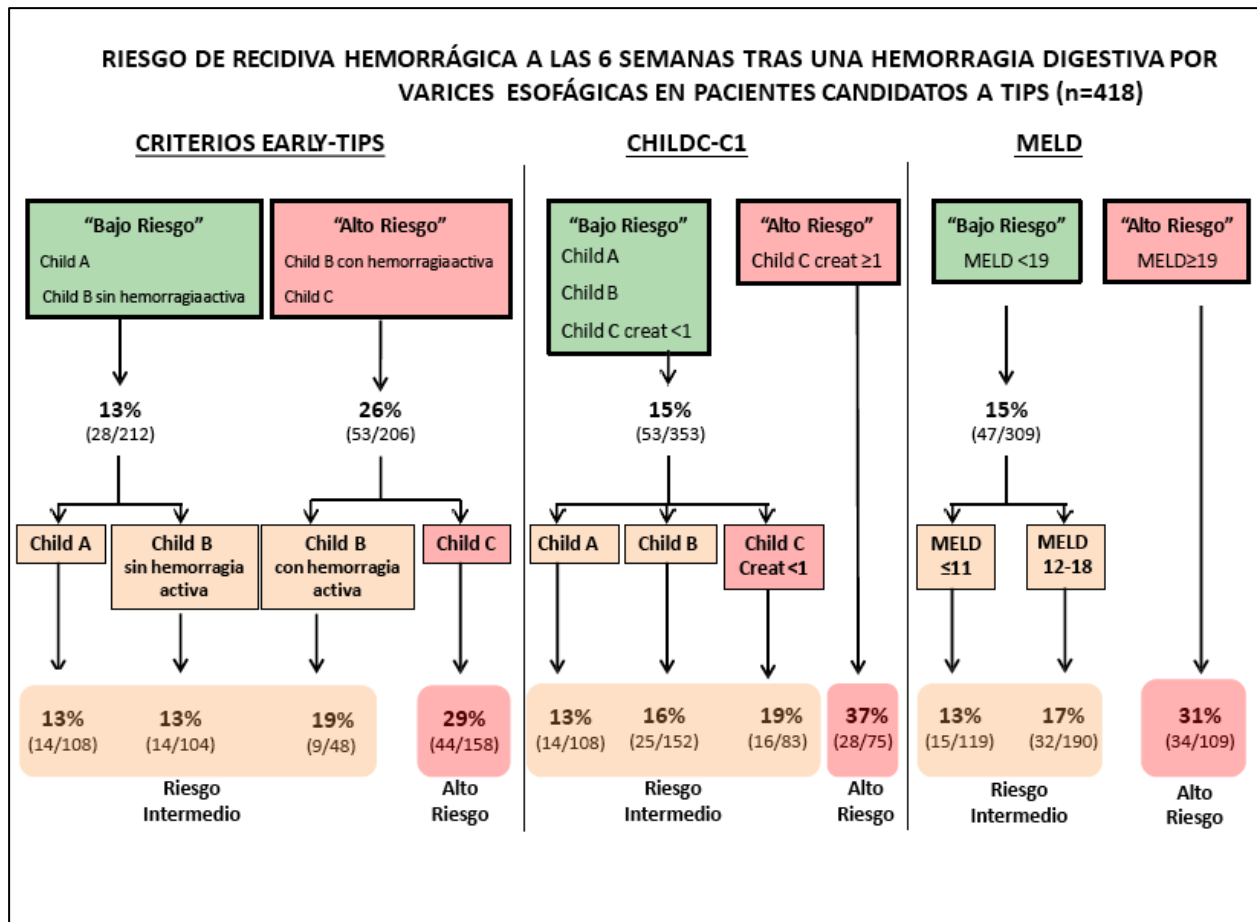 RIESGO DE RECIDIVA HEMORRÁGICA A LAS 6 SEMANAS TRAS UNA HEMORRAGIA DIGESTIVA POR
VARICES ESOFÁGICAS EN PACIENTES CANDIDATOS A TIPS (n=418)
CRITERIOS EARLY-TIPS
"Bajo Riesgo"
Child A
Child B sin hemorragia activa
"Alto Riesgo"
Child B con hemorragia activa
Child C
13%
(28/212)
26%
(53/206)
Child A
Child B
sin hemorragia
activa
Child B
con hemorragia
activa
Child C
13%
(14/108)
13%
(14/104)
19%
(9/48)
29%
(44/158)
Riesgo
Intermedio
Alto
Riesgo
CHILDC-C1
"Bajo Riesgo"
Child A
Child B
Child C creat <1
"Alto Riesgo"
Child C creat ≥1
15%
(53/353)
Child A
Child B
Child C
Creat <1
13%
(14/108)
16%
(25/152)
19%
(16/83)
37%
(28/75)
Riesgo
Intermedio
Alto
Riesgo
MELD
"Bajo Riesgo"
MELD <19
"Alto Riesgo"
MELD≥19
15%
(47/309)
MELD
≤11
MELD
12-18
13%
(15/119)
17%
(32/190)
31%
(34/109)
Riesgo
Intermedio
Alto
Riesgo